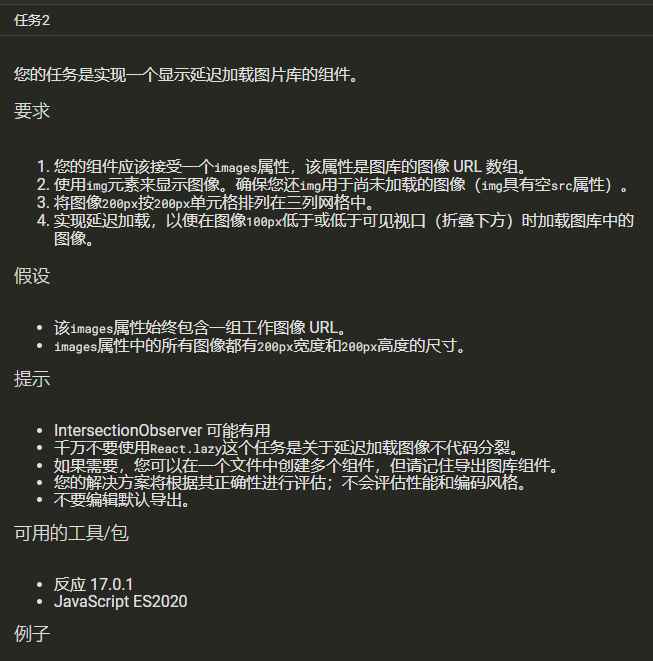 任务2
您的任务是实现一个显示延迟加载图片库的组件。
要求
1. 您的组件应该接受一个images属性，该属性是图库的图像 URL 数组。
2. 使用img元素来显示图像。确保您还img用于尚未加载的图像（img具有空src属性）。
3. 将图像200px按200px单元格排列在三列网格中。
4. 实现延迟加载，以便在图像100px低于或低于可见视口（折叠下方）时加载图库中的
图像。
假设
• 该images属性始终包含一组工作图像 URL。
• images属性中的所有图像都有200px宽度和200px高度的尺寸。
提示
• IntersectionObserver 可能有用
• 千万不要使用React.lazy这个任务是关于延迟加载图像不代码分裂。
• 如果需要，您可以在一个文件中创建多个组件，但请记住导出图库组件。
• 您的解决方案将根据其正确性进行评估；不会评估性能和编码风格。
• 不要编辑默认导出。
可用的工具/包
• 反应 17.0.1
• JavaScript ES2020
例子